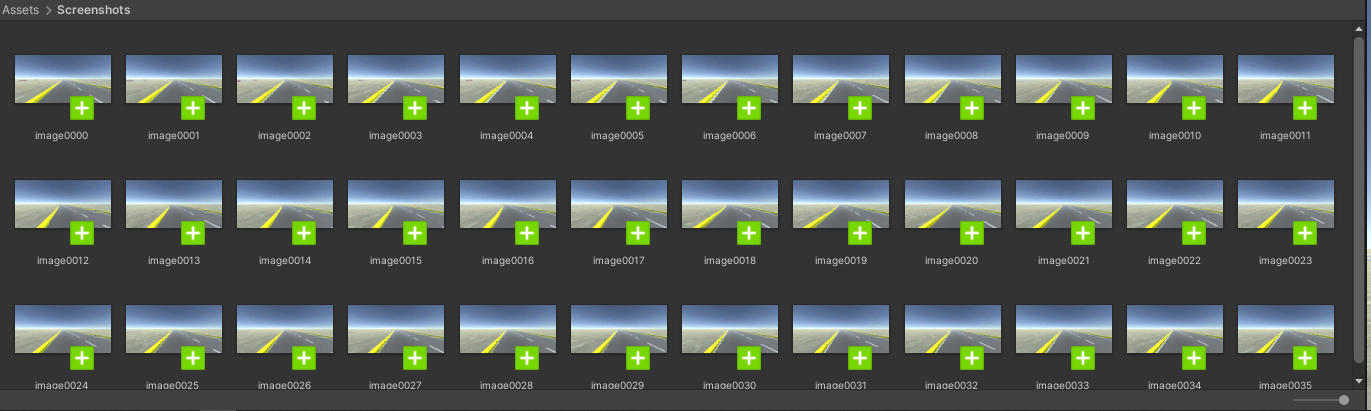 Assets > Screenshots
image0000 image0001 image0002 image0003 image0004 image0005 image0006 image0007 image0008 image0009 image0010 image0011
image0012 image0013 image0014 image0015 image0016 image0017 image0018 image0019 image0020 image0021 image0022 image0023
image0024 image0025 image0026 image0027 image0028 image0029 image0030 image0031 image0032 image0033 image0034 image0035